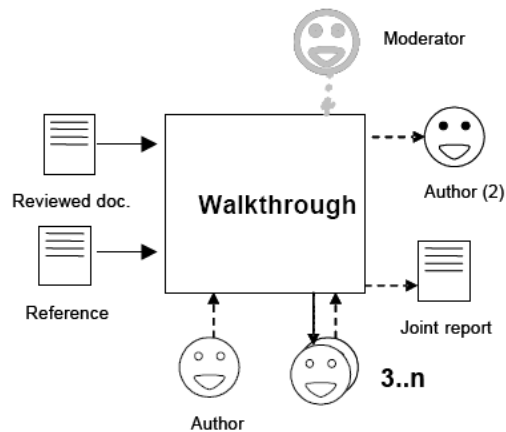 Moderator
Reviewed doc.
Walkthrough
Author (2)
Reference
Joint report
3..n
Author